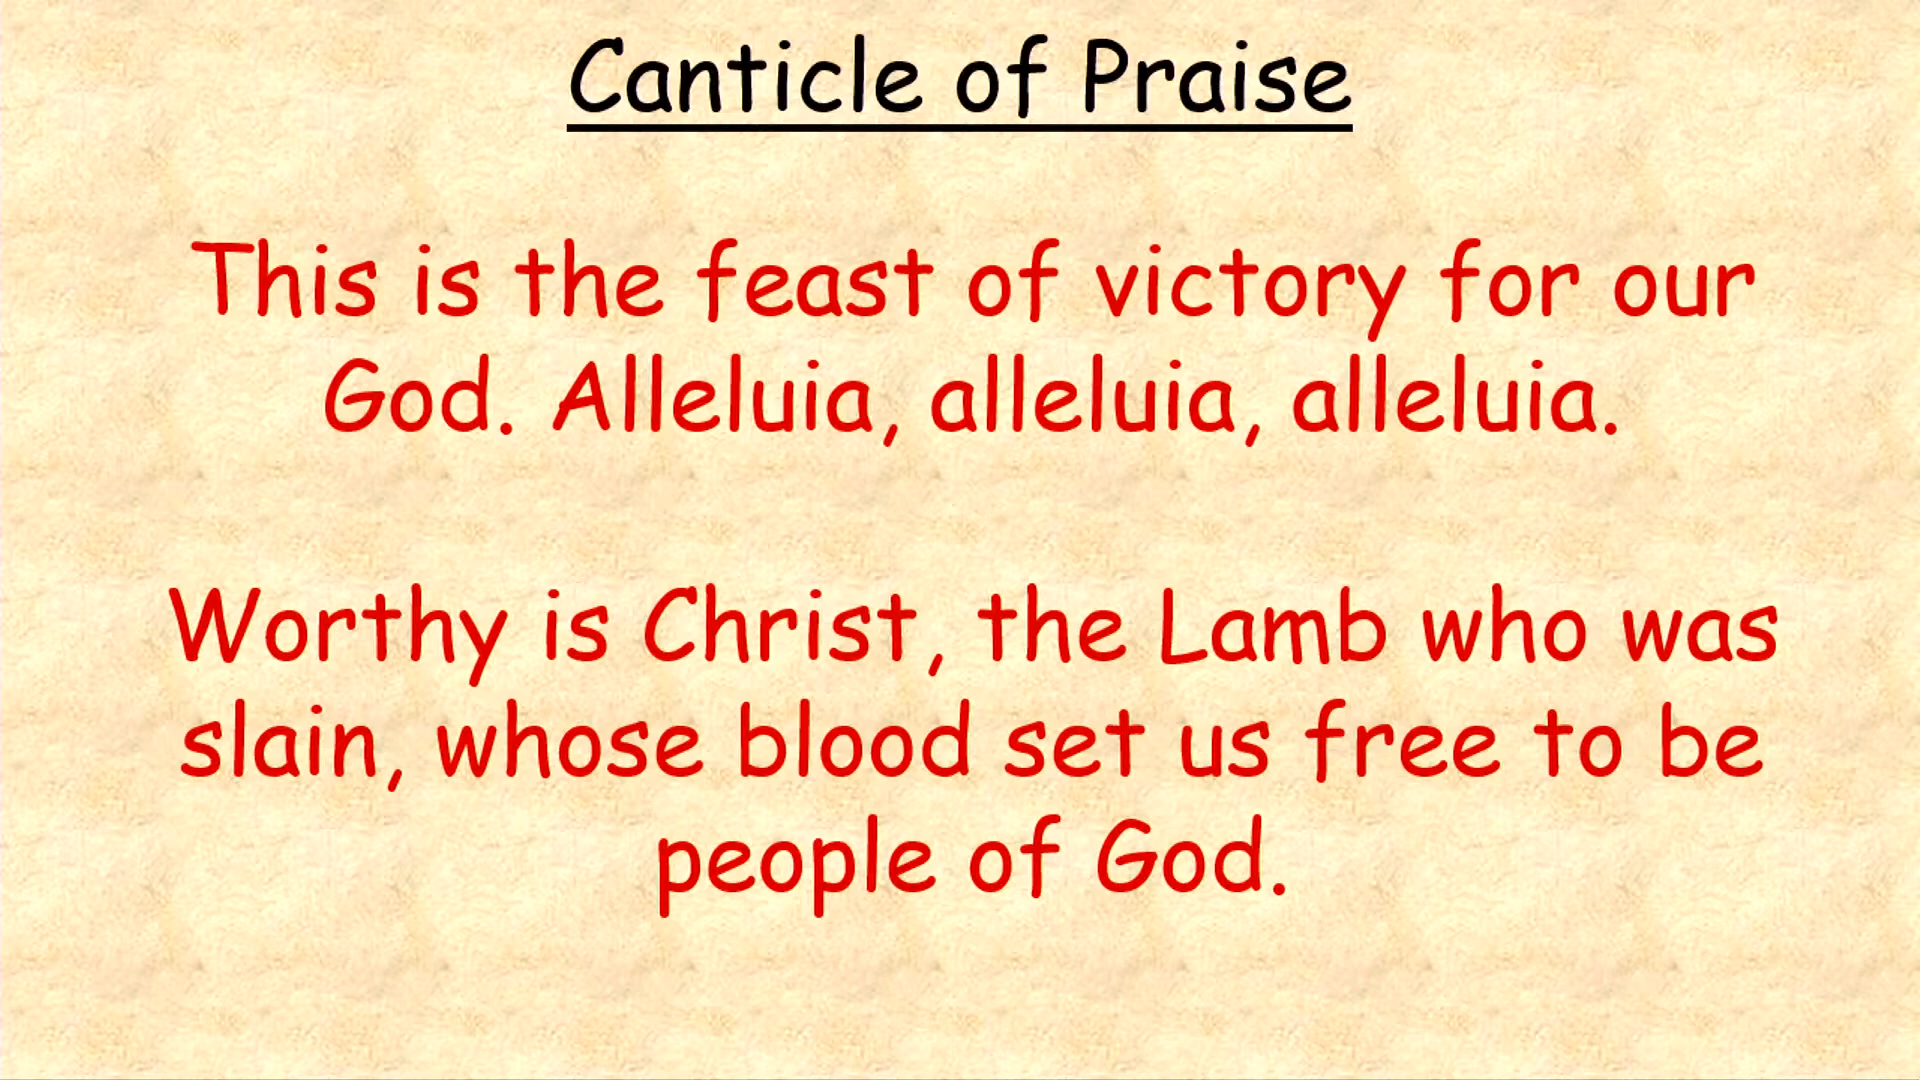 Canticle of Praise
This is the feast of victory for our
God. Alleluia, alleluia, alleluia.
Worthy is Christ, the Lamb who was
slain, whose blood set us free to be
people of God.